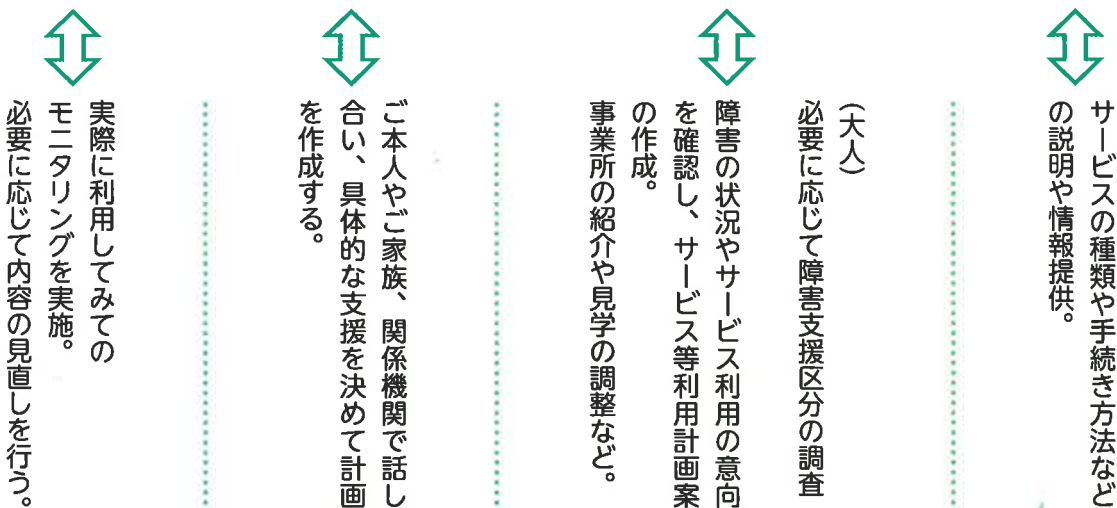 サービスの種類や手続き方法など
の説明や情報提供。
(大人)
必要に応じて障害支援区分の調査
障害の状況やサービス利用の意向
を確認し、サービス等利用計画案
の作成。
事業所の紹介や見学の調整など。
ご本人やご家族、関係機関で話し
合い、具体的な支援を決めて計画
を作成する。
実際に利用してみての
モニタリングを実施。
必要に応じて内容の見直しを行う。